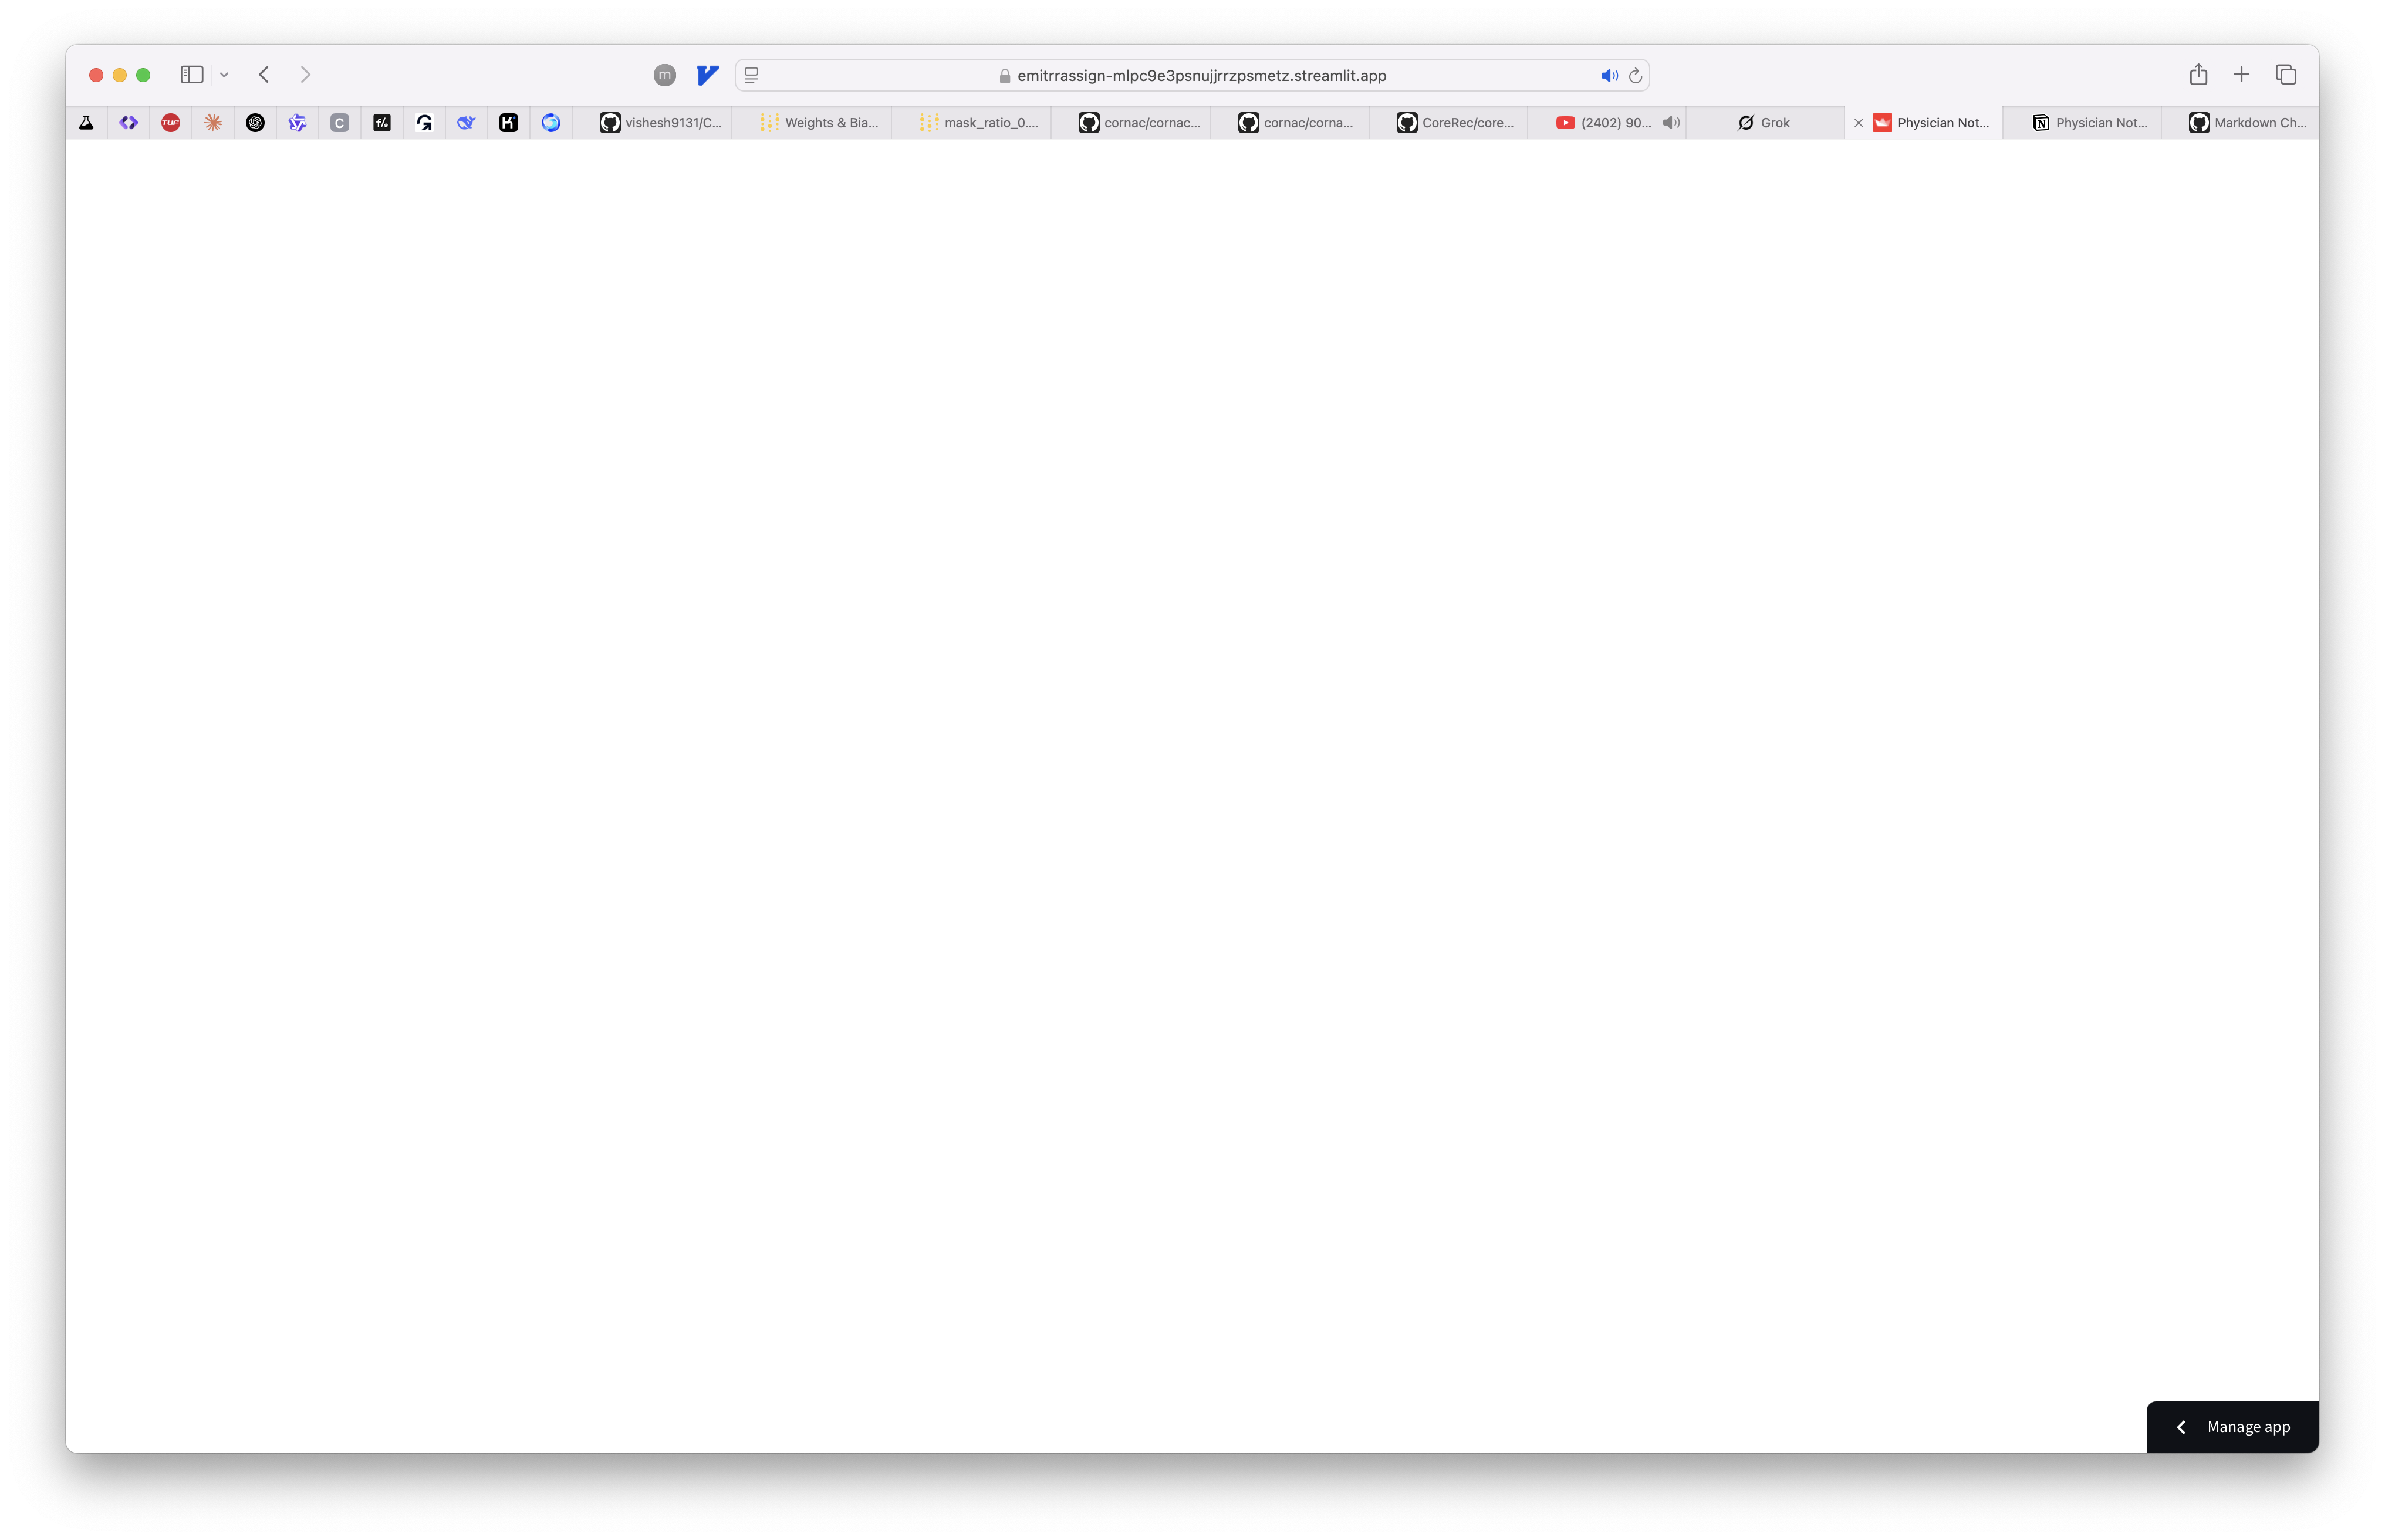 m
emitrrassign-mlpc9e3psnujjrrzpsmetz.streamlit.app
TUF
C
f/.
vishesh9131/C...
Weights & Bia...
mask_ratio_0....
cornac/cornac...
cornac/corna...
CoreRec/core...
(2402) 90...
Grok
Physician Not...
N
Physician Not...
Markdown Ch...
Manage app